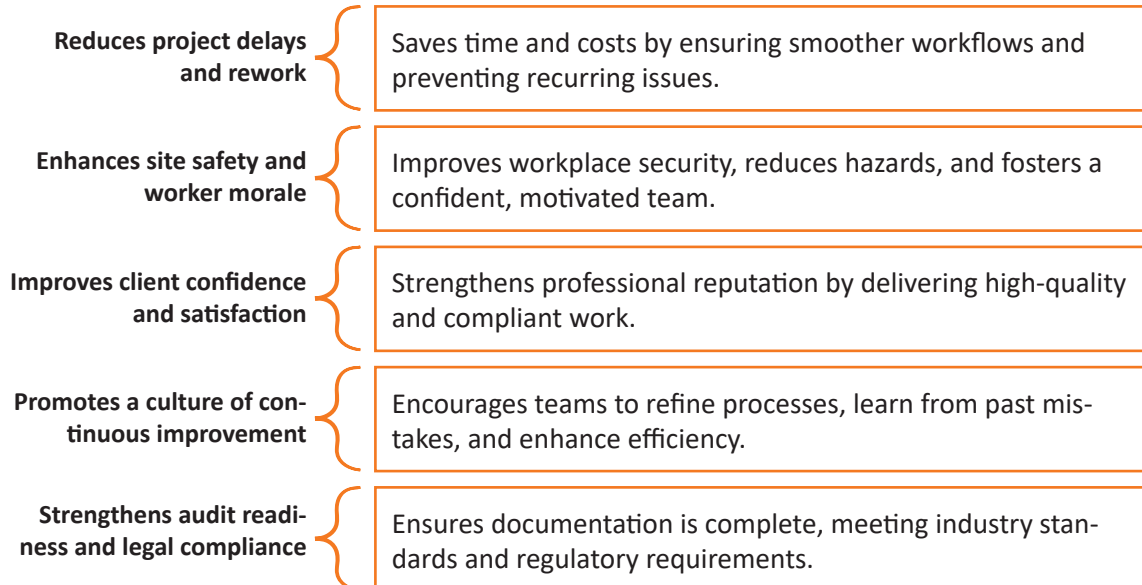 Reduces project delays
and rework
Saves time and costs by ensuring smoother workflows and
preventing recurring issues.
Enhances site safety and
worker morale
Improves workplace security, reduces hazards, and fosters a
confident, motivated team.
Improves client confidence
and satisfaction
Strengthens professional reputation by delivering high-quality
and compliant work.
Promotes a culture of con-
tinuous improvement
Encourages teams to refine processes, learn from past mis-
takes, and enhance efficiency.
Strengthens audit readi-
ness and legal compliance
Ensures documentation is complete, meeting industry stan-
dards and regulatory requirements.